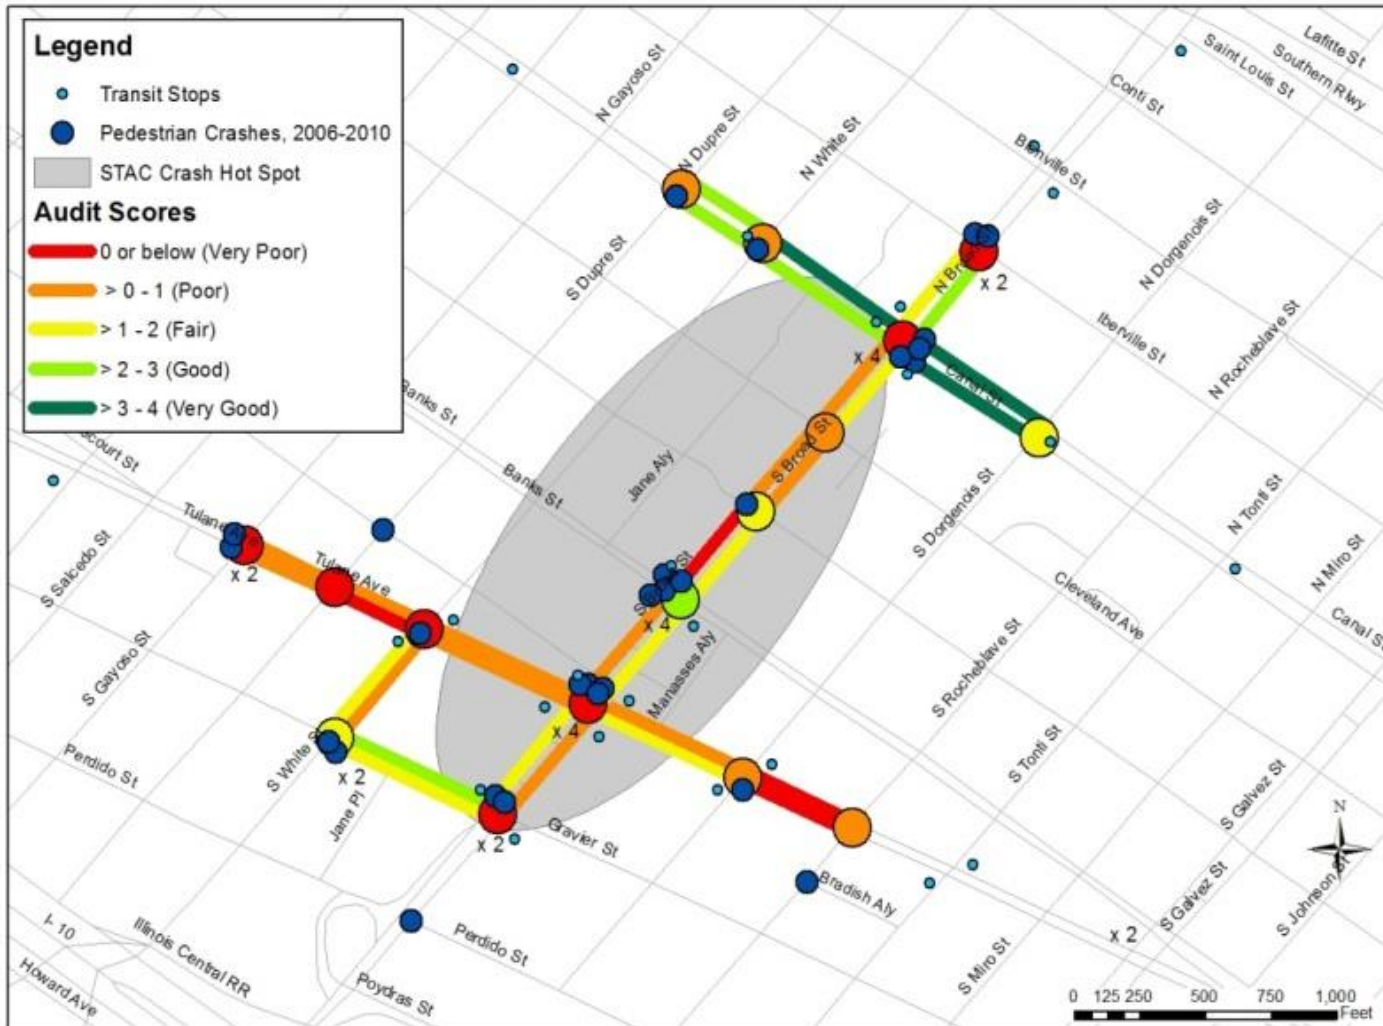 Legend
Transit Stops
Pedestrian Crashes, 2006-2010
STAC Crash Hot Spot
Audit Scores
0 or below (Very Poor)
> 0 - 1 (Poor)
> 1 - 2 (Fair)
> 2 - 3 (Good)
> 3 - 4 (Very Good)
Lafitte St
Southern Rlwy
Saint Louis St
Conti St
Bienville St
N Gayoso St
N Dupre St
N White St
S Dupre St
N Dorgenois St
Iberville St
N Rocheblave St
x 2
x 4
Canal St
Banks St
Banks St
Jane Aly
S Broad St
S Dorgenois St
N Tonti St
N Miro St
Canal St
Cleveland Ave
Tulane
Tulane Ave
x 2
S Salcedo St
S Gayoso St
St
x 4
Manasses Aly
S Rocheblave St
S Tonti St
x 4
S White S
x 2
Perdido St
Jane Pl
x 2
Gravier St
S Galvez St
N
Bradish Aly
S Galvez St
S Johnson St
x 2
S Miro St
I- 10
Illinois Central RR
Howard Ave
Perdido St
Poydras St
0 125 250 500 750 1,000
Feet